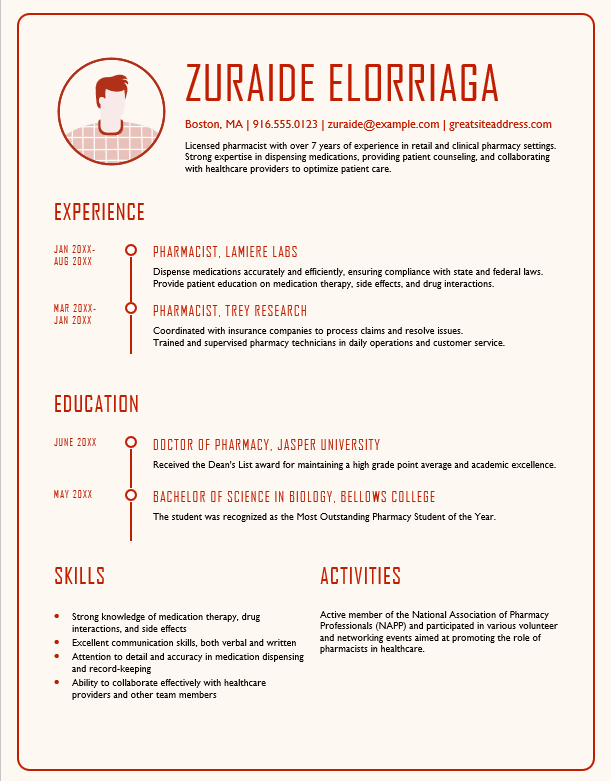 ZURAIDE ELORRIAGA
Boston, MA | 916.555.0123 | zuraide@example.com | greatsiteaddress.com
Licensed pharmacist with over 7 years of experience in retail and clinical pharmacy settings.
Strong expertise in dispensing medications, providing patient counseling, and collaborating
with healthcare providers to optimize patient care.
EXPERIENCE
JAN 20XX-
AUG 20XX
PHARMACIST, LAMIERE LABS
Dispense medications accurately and efficiently, ensuring compliance with state and federal laws.
Provide patient education on medication therapy, side effects, and drug interactions.
MAR 20XX-
JAN 20XX
PHARMACIST, TREY RESEARCH
Coordinated with insurance companies to process claims and resolve issues.
Trained and supervised pharmacy technicians in daily operations and customer service.
EDUCATION
JUNE 20XX
DOCTOR OF PHARMACY, JASPER UNIVERSITY
Received the Dean's List award for maintaining a high grade point average and academic excellence.
MAY 20XX
BACHELOR OF SCIENCE IN BIOLOGY, BELLOWS COLLEGE
The student was recognized as the Most Outstanding Pharmacy Student of the Year.
SKILLS
• Strong knowledge of medication therapy, drug
interactions, and side effects
• Excellent communication skills, both verbal and written
• Attention to detail and accuracy in medication dispensing
and record-keeping
• Ability to collaborate effectively with healthcare
providers and other team members
ACTIVITIES
Active member of the National Association of Pharmacy
Professionals (NAPP) and participated in various volunteer
and networking events aimed at promoting the role of
pharmacists in healthcare.